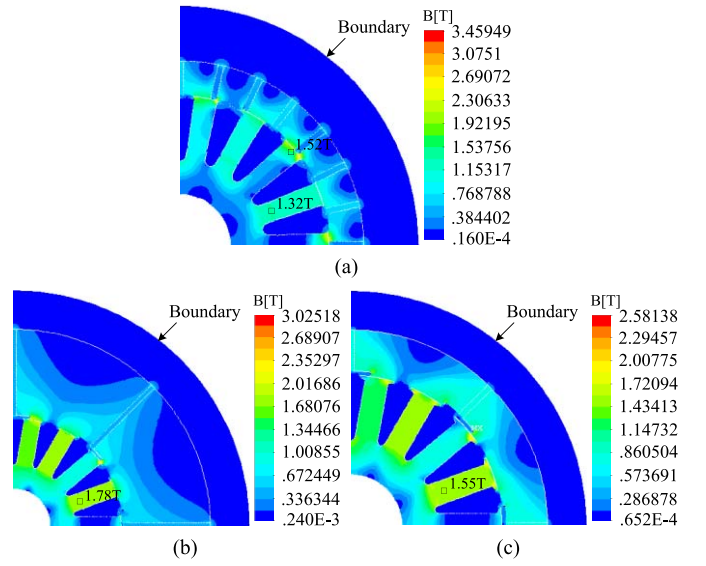 B[T]
Boundary
3.45949
3.0751
2.69072
2.30633
1.92195
1.53756
1.15317
.768788
.384402
.160E-4
1.52T
1.32T
(a)
B[T]
Boundary
3.02518
2.68907
2.35297
2.01686
1.68076
1.34466
1.00855
.672449
.336344
.240E-3
1.78T
(b)
B[T]
Boundary
2.58138
2.29457
2.00775
1.72094
1.43413
1.14732
.860504
.573691
.286878
.652E-4
MX
1.55T
(c)